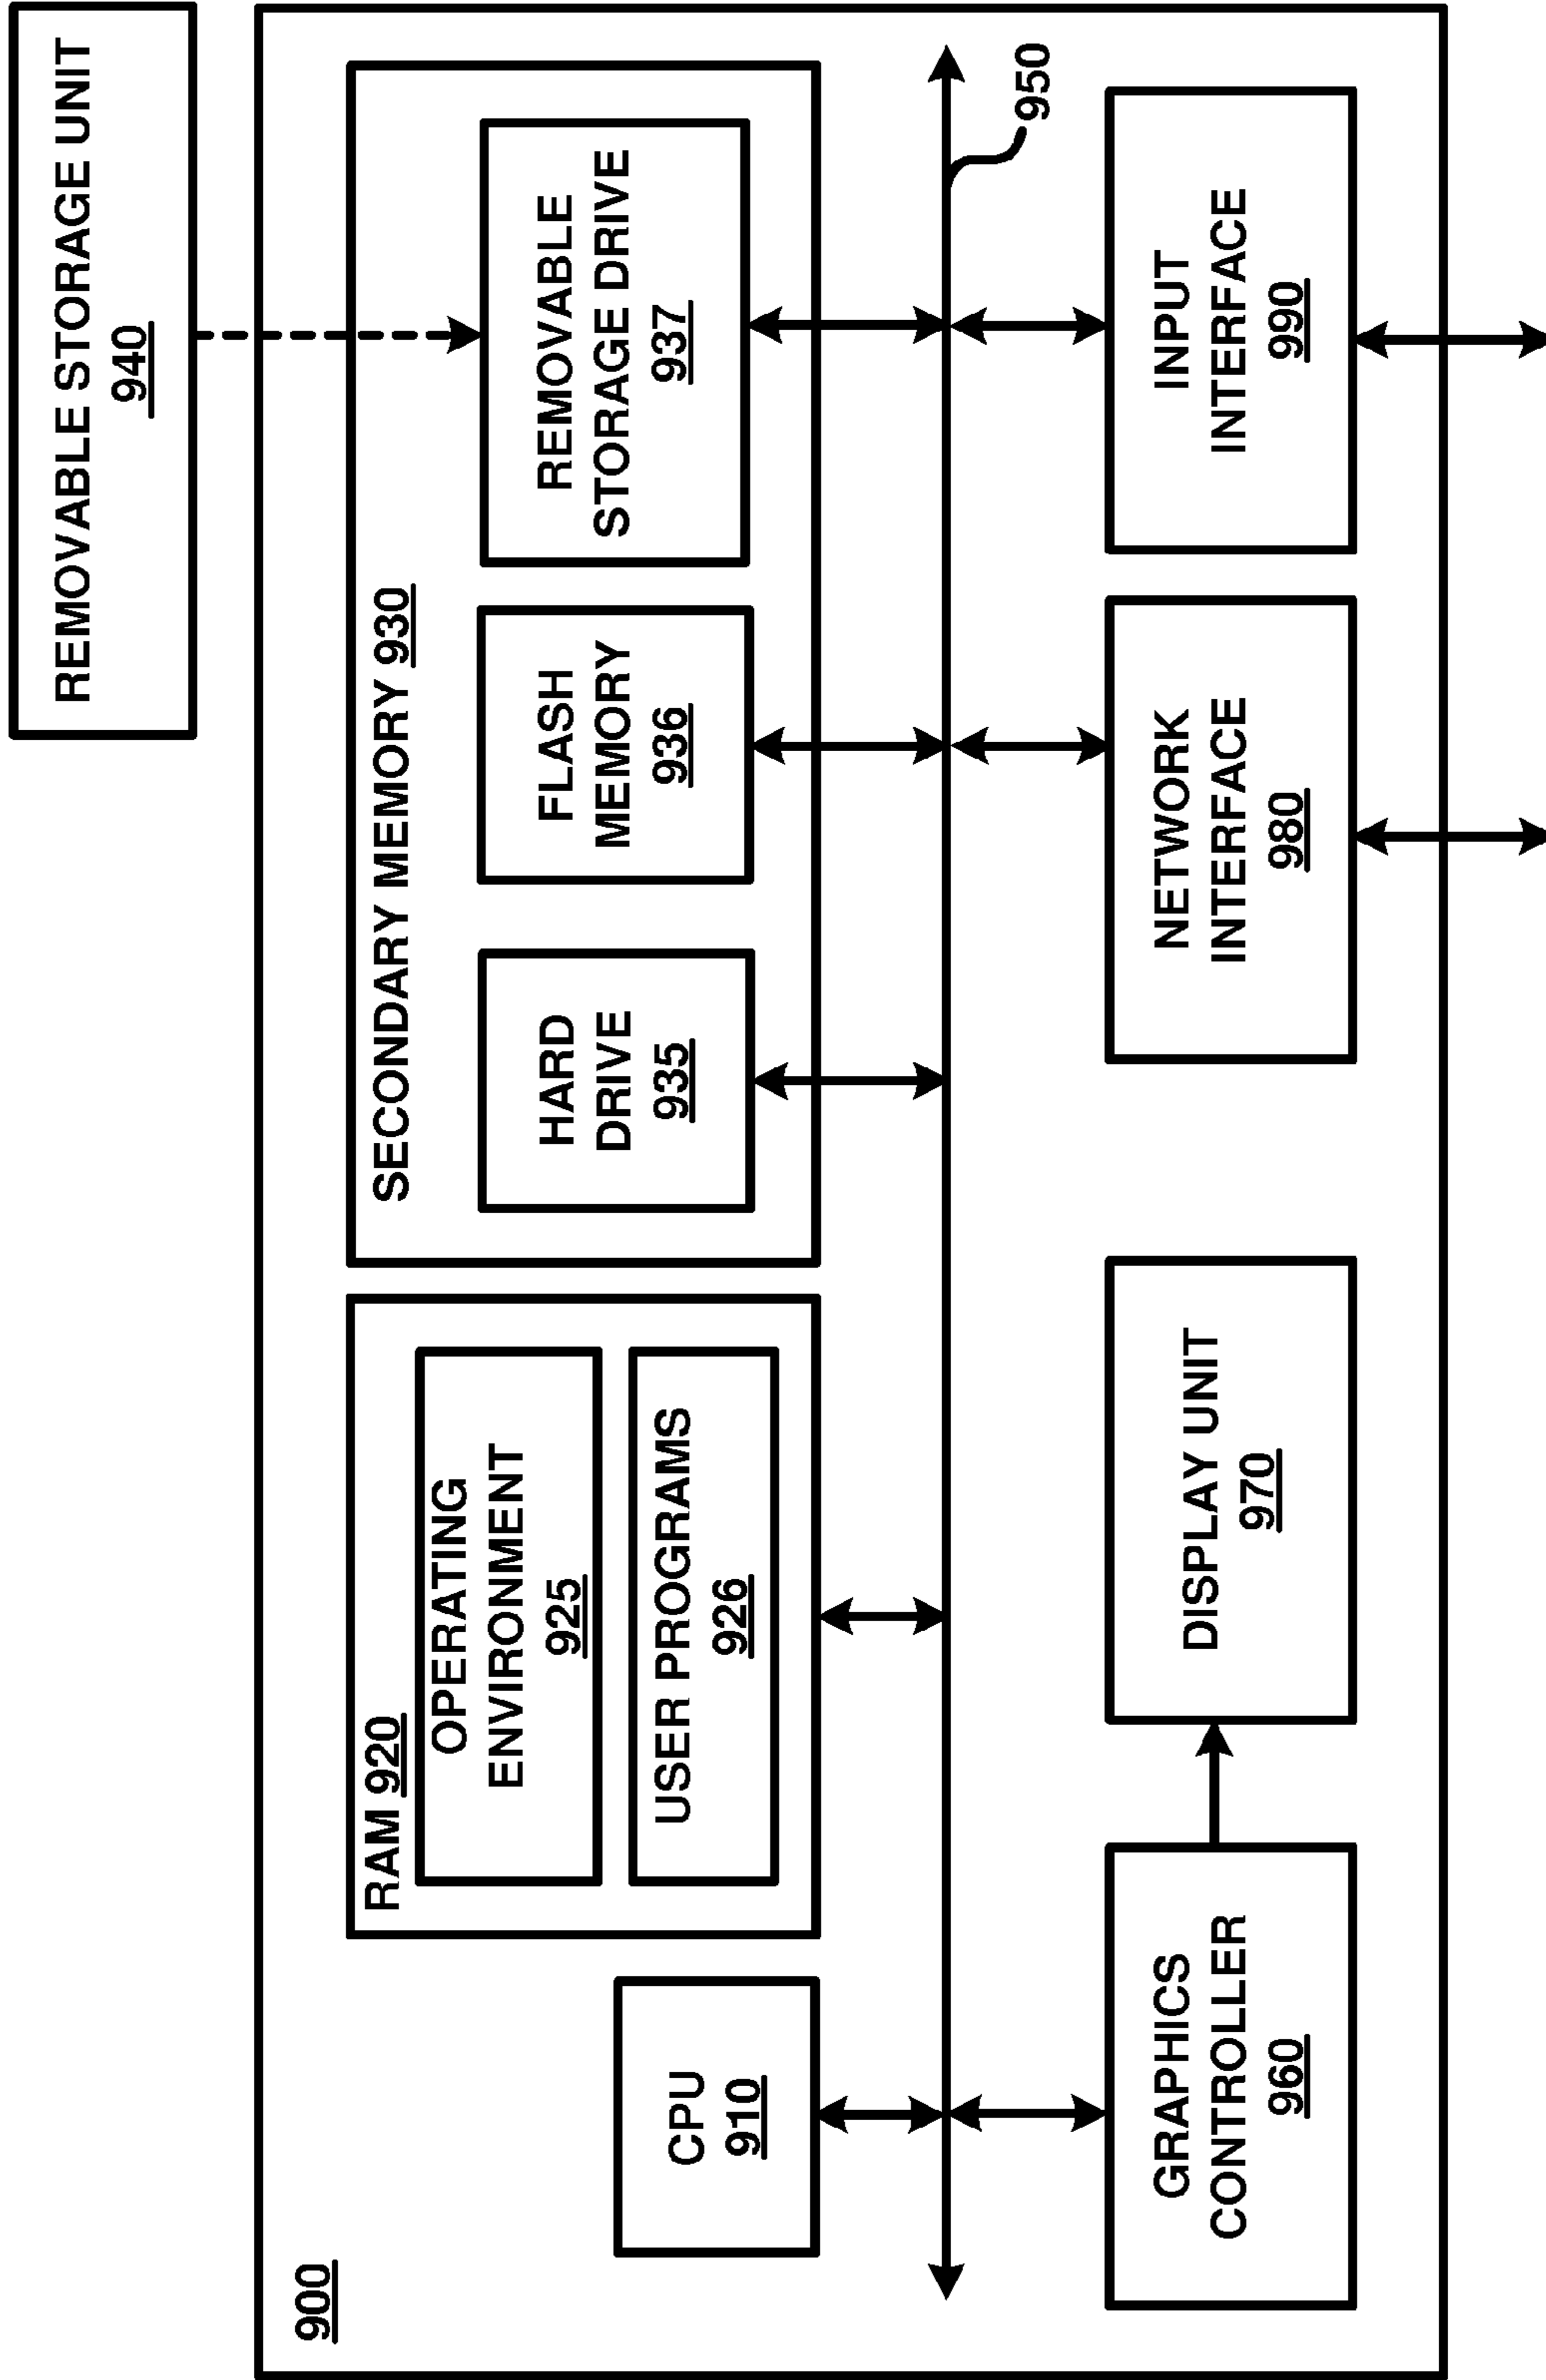 REMOVABLE STORAGE UNIT
940
900
CPU
910
RAM 920
OPERATING
ENVIRONMENT
925
USER PROGRAMS
926
SECONDARY MEMORY 930
HARD
DRIVE
935
FLASH
MEMORY
936
REMOVABLE
STORAGE DRIVE
937
950
GRAPHICS
CONTROLLER
960
DISPLAY UNIT
970
NETWORK
INTERFACE
980
INPUT
INTERFACE
990